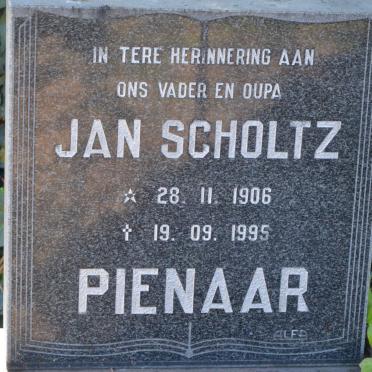 IN TERE HERINNERING AAN
ONS VADER EN OUPA
JAN SCHOLTZ
☆ 28. 11. 1906
† 19. 09. 1995
PIENAAR